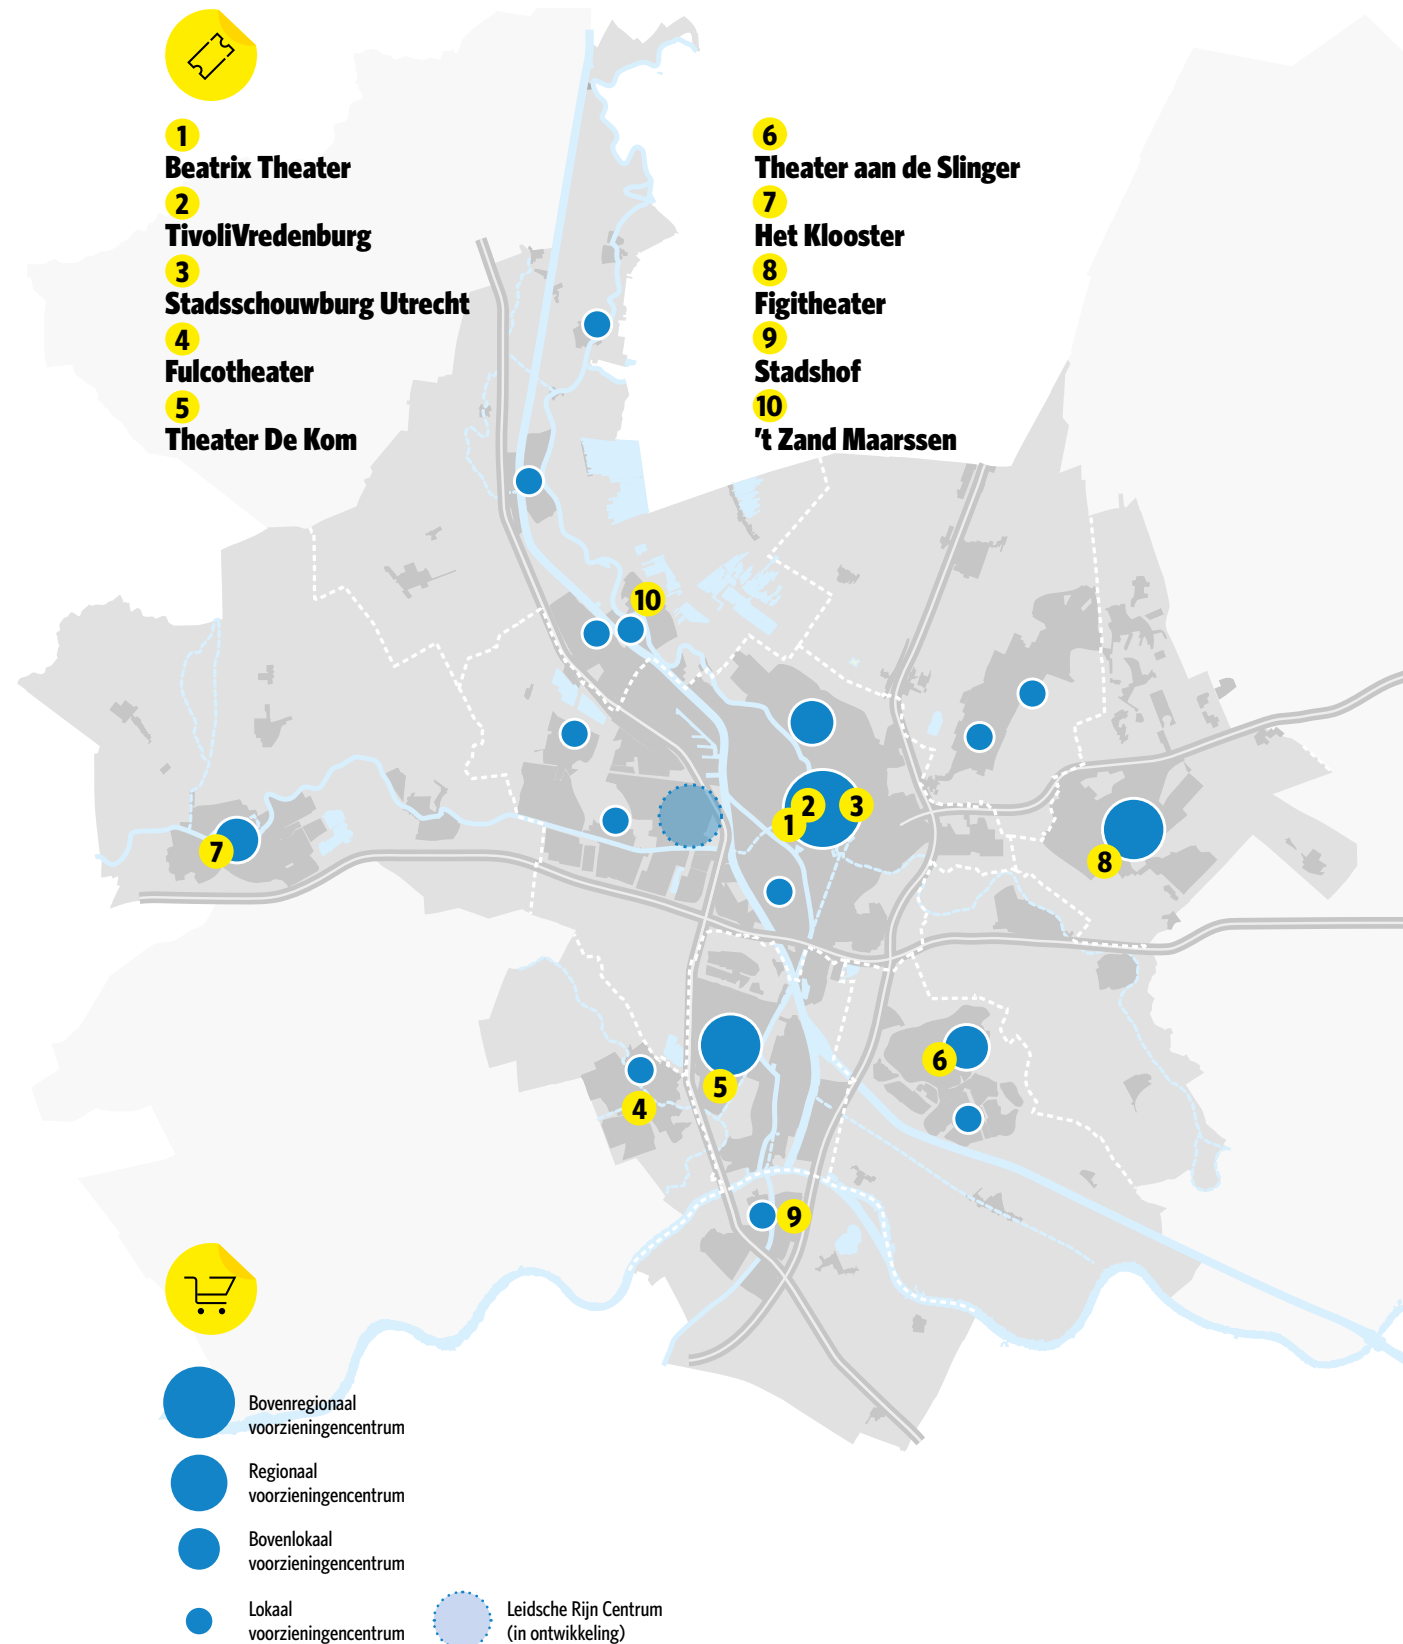 1
Beatrix Theater
2
TivoliVredenburg
3
Stadsschouwburg Utrecht
4
Fulcotheater
5
Theater De Kom
6
Theater aan de Slinger
7
Het Klooster
8
Figitheater
9
Stadshof
10
't Zand Maarssen
10
2
3
1
7
8
6
5
4
9
Bovenregionaal
voorzieningencentrum
Regionaal
voorzieningencentrum
Bovenlokaal
voorzieningencentrum
Lokaal
voorzieningencentrum
Leidsche Rijn Centrum
(in ontwikkeling)